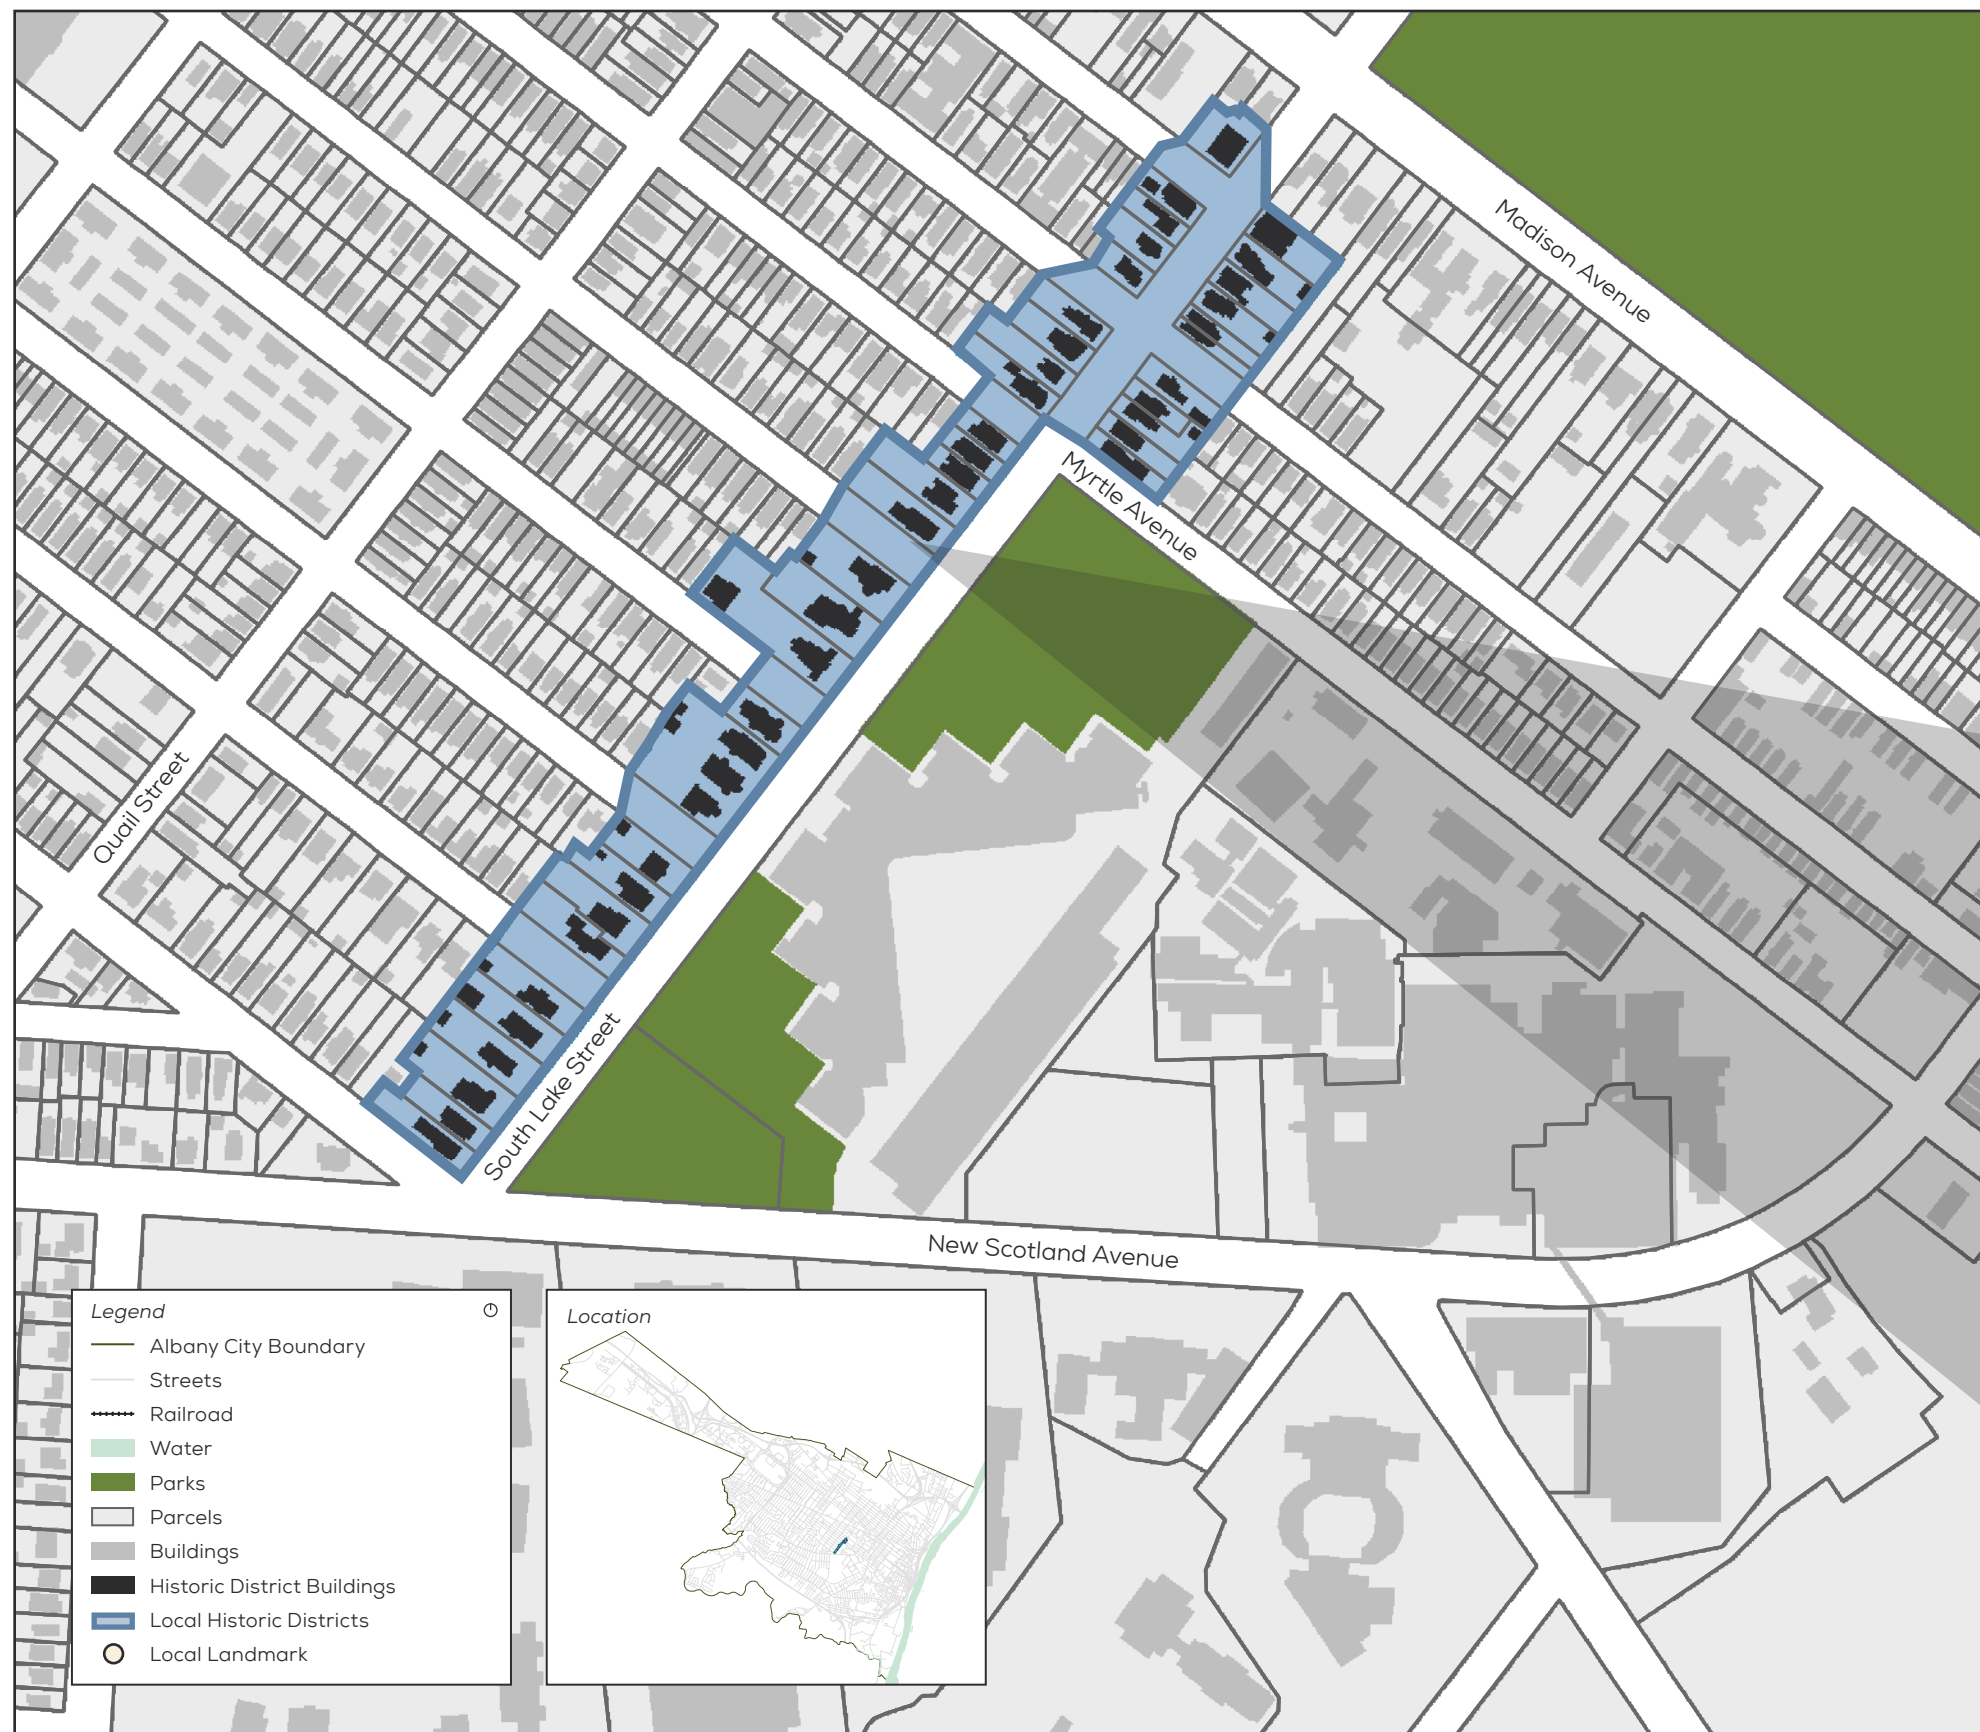 Madison Avenue
Myrtle Avenue
Quail Street
South Lake Street
New Scotland Avenue
Legend
Albany City Boundary
Streets
Railroad
Water
Parks
Parcels
Buildings
Historic District Buildings
Local Historic Districts
Local Landmark
Location